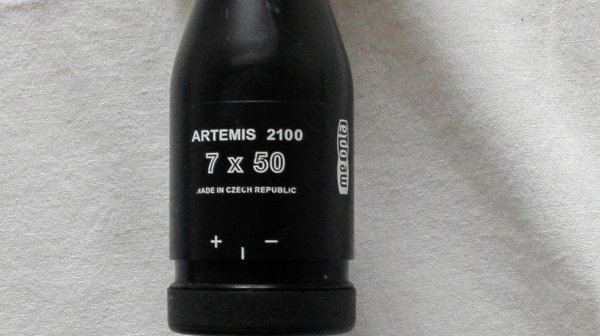 ARTEMIS 2100
7 x 50
MADE IN CZECH REPUBLIC
+ –
meopta